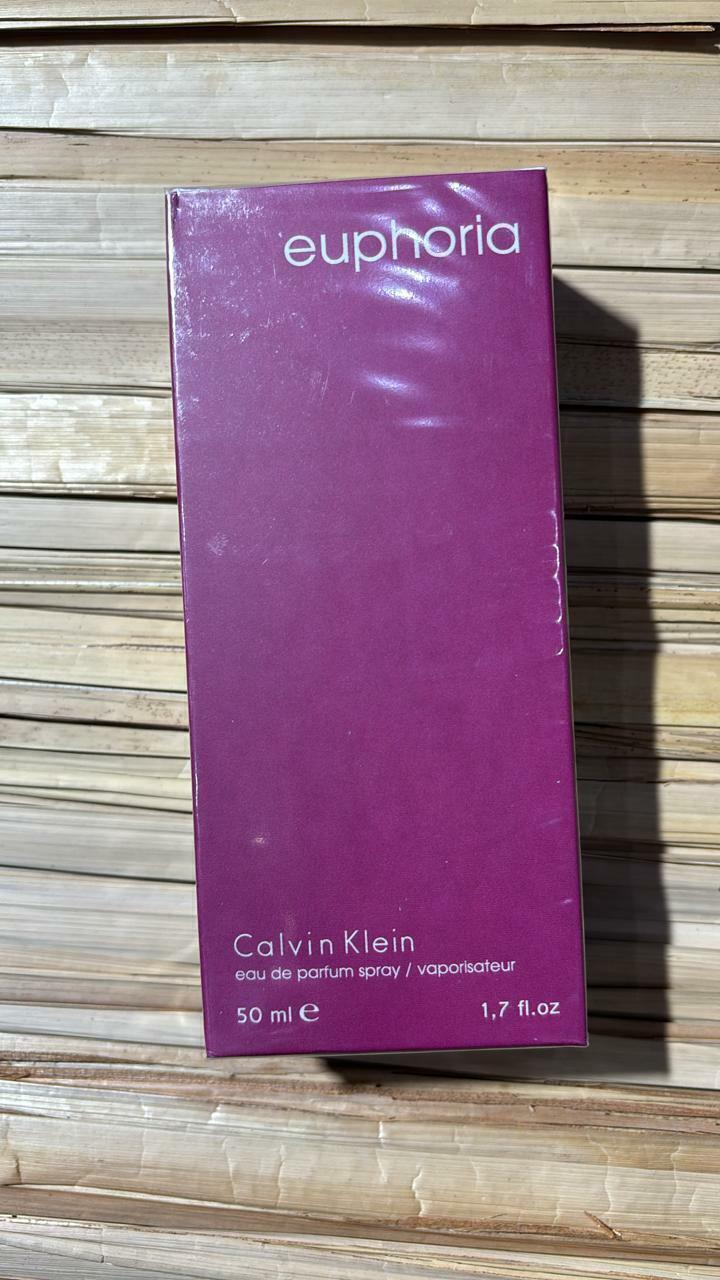 euphoria
Calvin Klein
eau de parfum spray / vaporisateur
50 ml ℮ 1,7 fl.oz